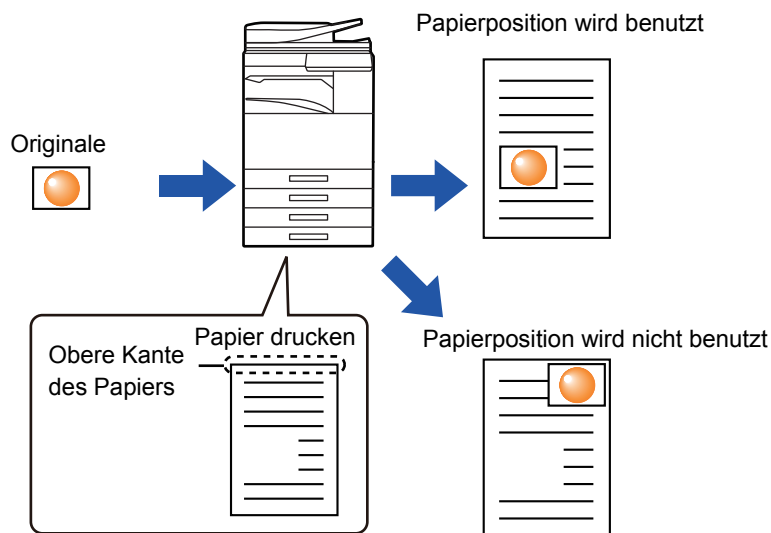 Papierposition wird benutzt
Originale
Papier drucken
Obere Kante
des Papiers
Papierposition wird nicht benutzt